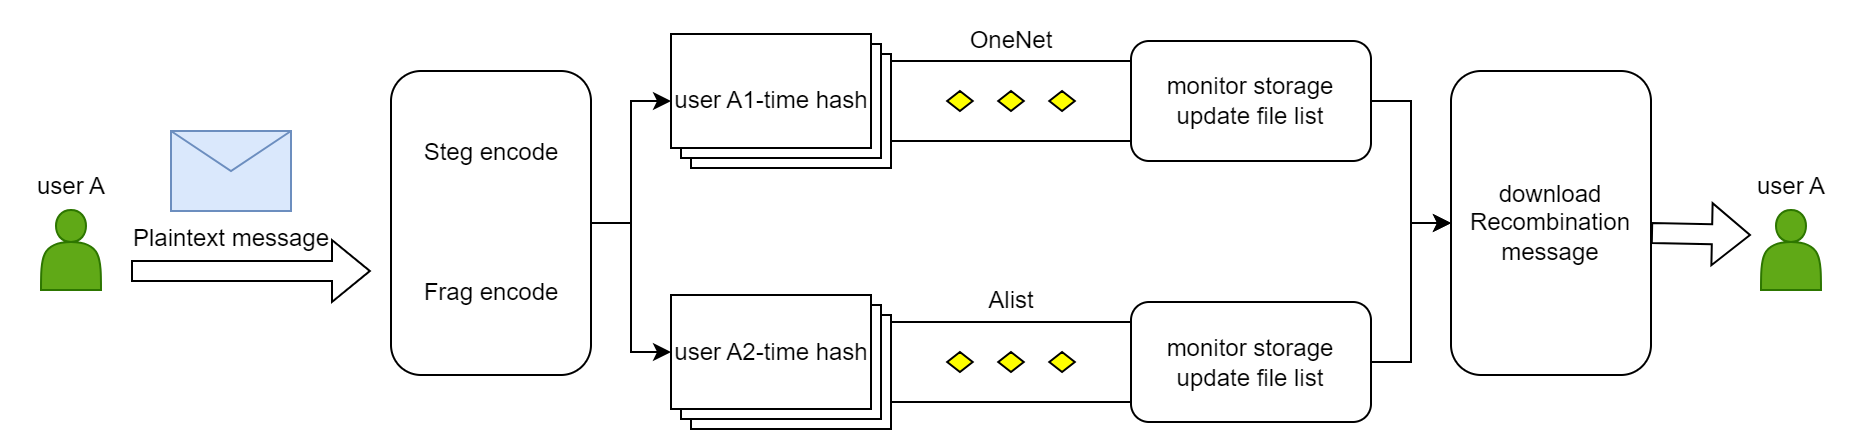 user A
Plaintext message
Steg encode
Frag encode
user A1-time hash
OneNet
monitor storage
update file list
user A2-time hash
Alist
monitor storage
update file list
download
Recombination
message
user A